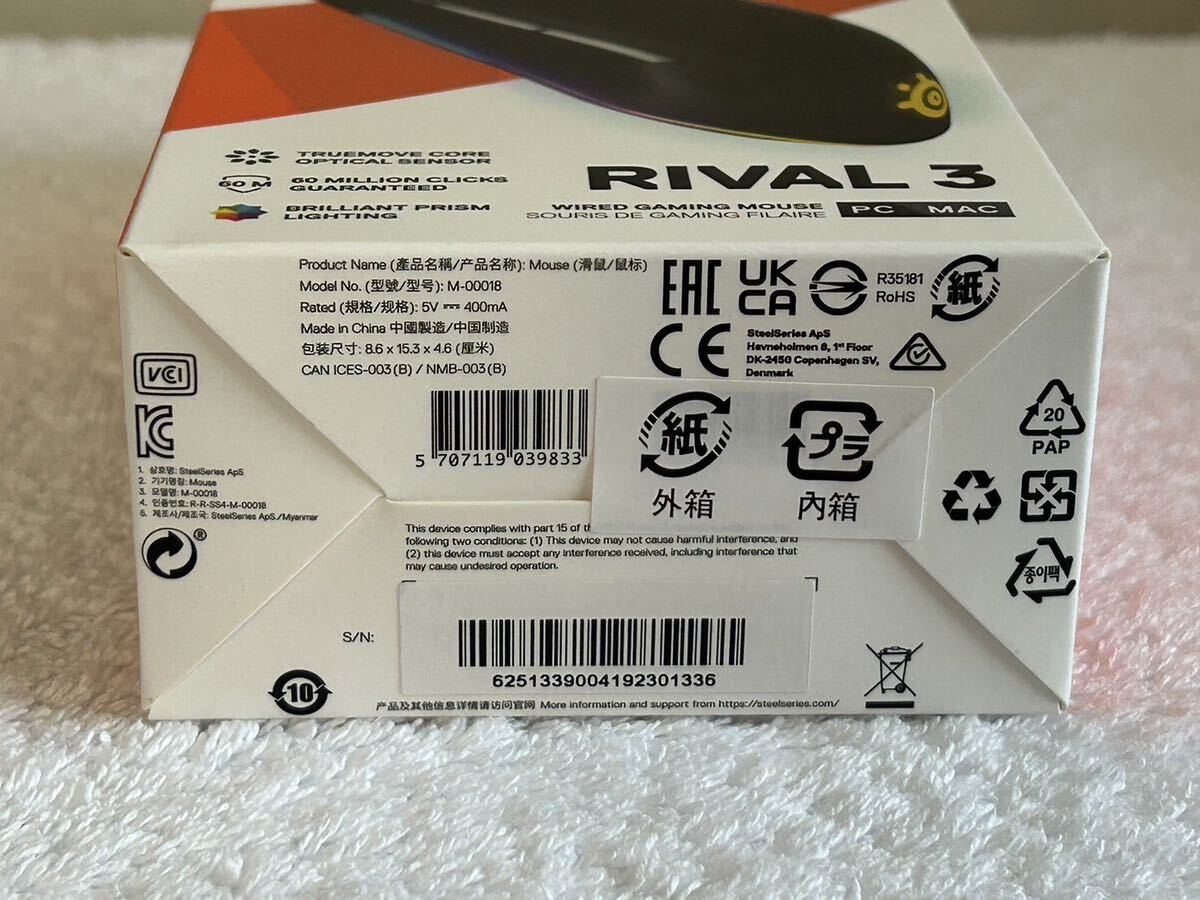 TRUEMOVE CORE
OPTICAL SENSOR
60 M
60 MILLION CLICKS
GUARANTEED
BRILLIANT PRISM
LIGHTING
RIVAL 3
WIRED GAMING MOUSE
SOURIS DE GAMING FILAIRE
PC MAC
Product Name (產品名稱/产品名称): Mouse (滑鼠/鼠标)
Model No. (型號/型号): M-00018
Rated (規格/规格): 5V ⎓ 400mA
Made in China 中國製造/中国制造
包装尺寸: 8.6 x 15.3 x 4.6 (厘米)
CAN ICES-003 (B) / NMB-003 (B)
EAC
UK
CA
R35181
RoHS
紙
CE
SteelSeries ApS
Havneholmen 8, 1st Floor
DK-2450 Copenhagen SV,
Denmark
VCI
KC
1. 상호명: SteelSeries ApS
2. 기기명칭: Mouse
3. 모델명: M-00018
4. 인증번호: R-R-SS4-M-00018
5. 제조사/제조국: SteelSeries ApS./Myanmar
®
5 707119 039833
紙
外箱
プラ
內箱
20
PAP
종이팩
This device complies with part 15 of th
following two conditions: (1) This device may not cause harmful interference, and
(2) this device must accept any interference received, including interference that
may cause undesired operation.
S/N:
6251339004192301336
10
产品及其他信息详情请访问官网 More information and support from https://steelseries.com/